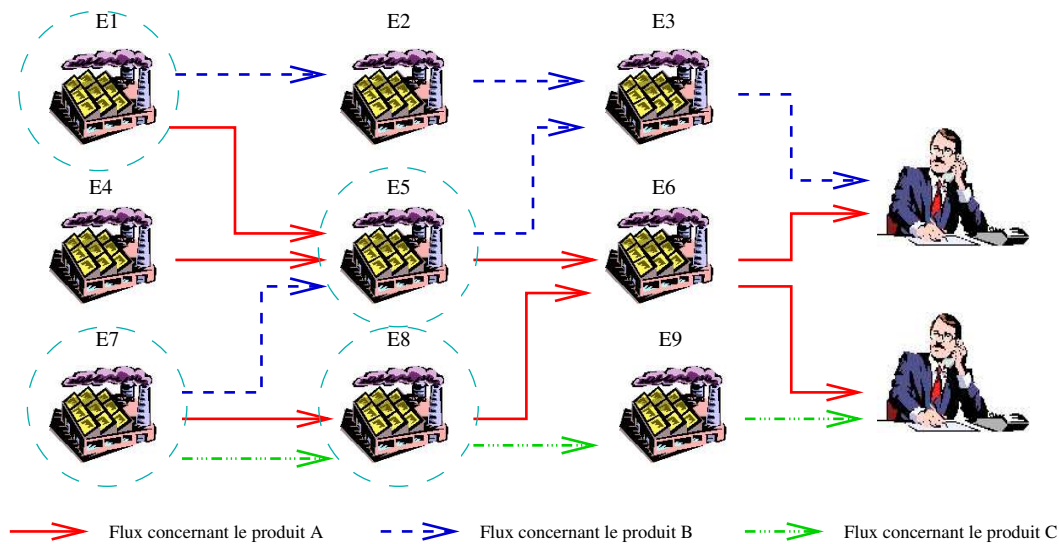 E1
E2
E3
E4
E5
E6
E7
E8
E9
Flux concernant le produit A
Flux concernant le produit B
Flux concernant le produit C